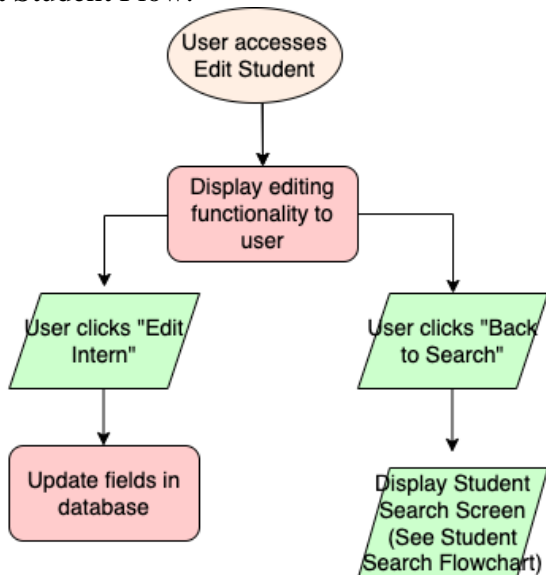 Student Flow:
User accesses
Edit Student
Display editing
functionality to
user
User clicks "Edit
Intern"
User clicks "Back
to Search"
Update fields in
database
Display Student
Search Screen
(See Student
Search Flowchart)